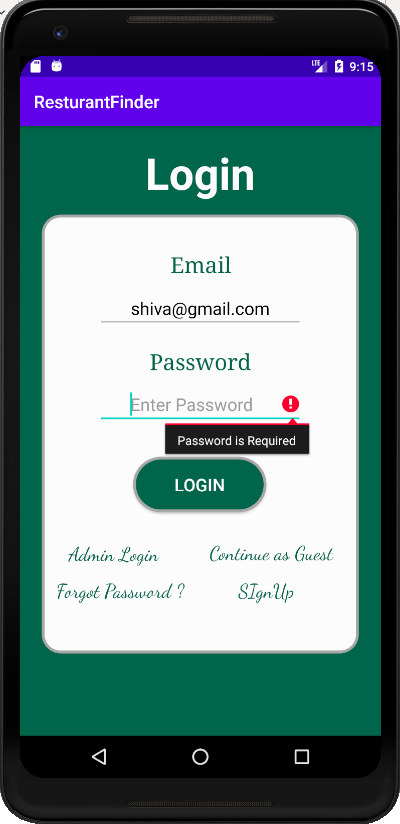 LTE 9:15
ResturantFinder
Login
Email
shiva@gmail.com
Password
Enter Password
Password is Required
LOGIN
Admin Login Continue as Guest
Forgot Password ? SIgnUp